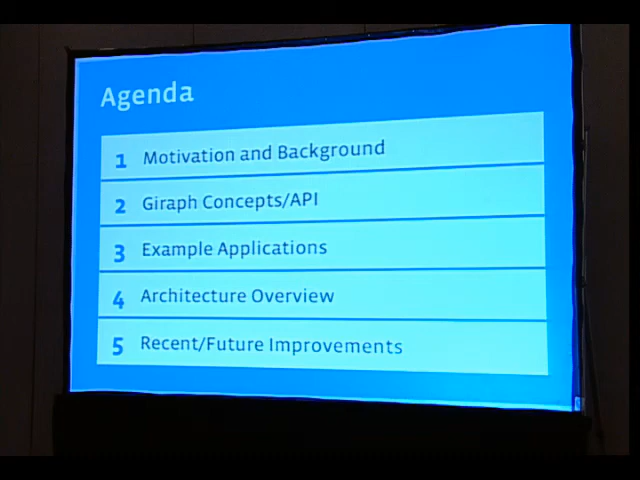 Agenda
1 Motivation and Background
2 Giraph Concepts/API
3 Example Applications
4 Architecture Overview
5 Recent/Future Improvements